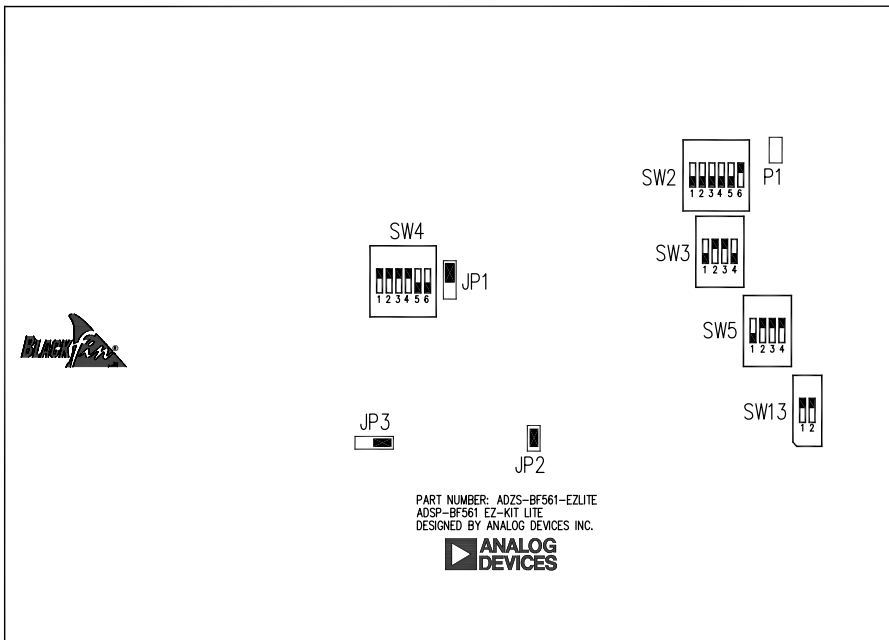 SW2
1 2 3 4 5 6
P1
SW4
1 2 3 4 5 6
JP1
SW3
1 2 3 4
SW5
1 2 3 4
BLACKfin®
SW13
1 2
JP3
JP2
PART NUMBER: ADZS-BF561-EZLITE
ADSP-BF561 EZ-KIT LITE
DESIGNED BY ANALOG DEVICES INC.
ANALOG
DEVICES